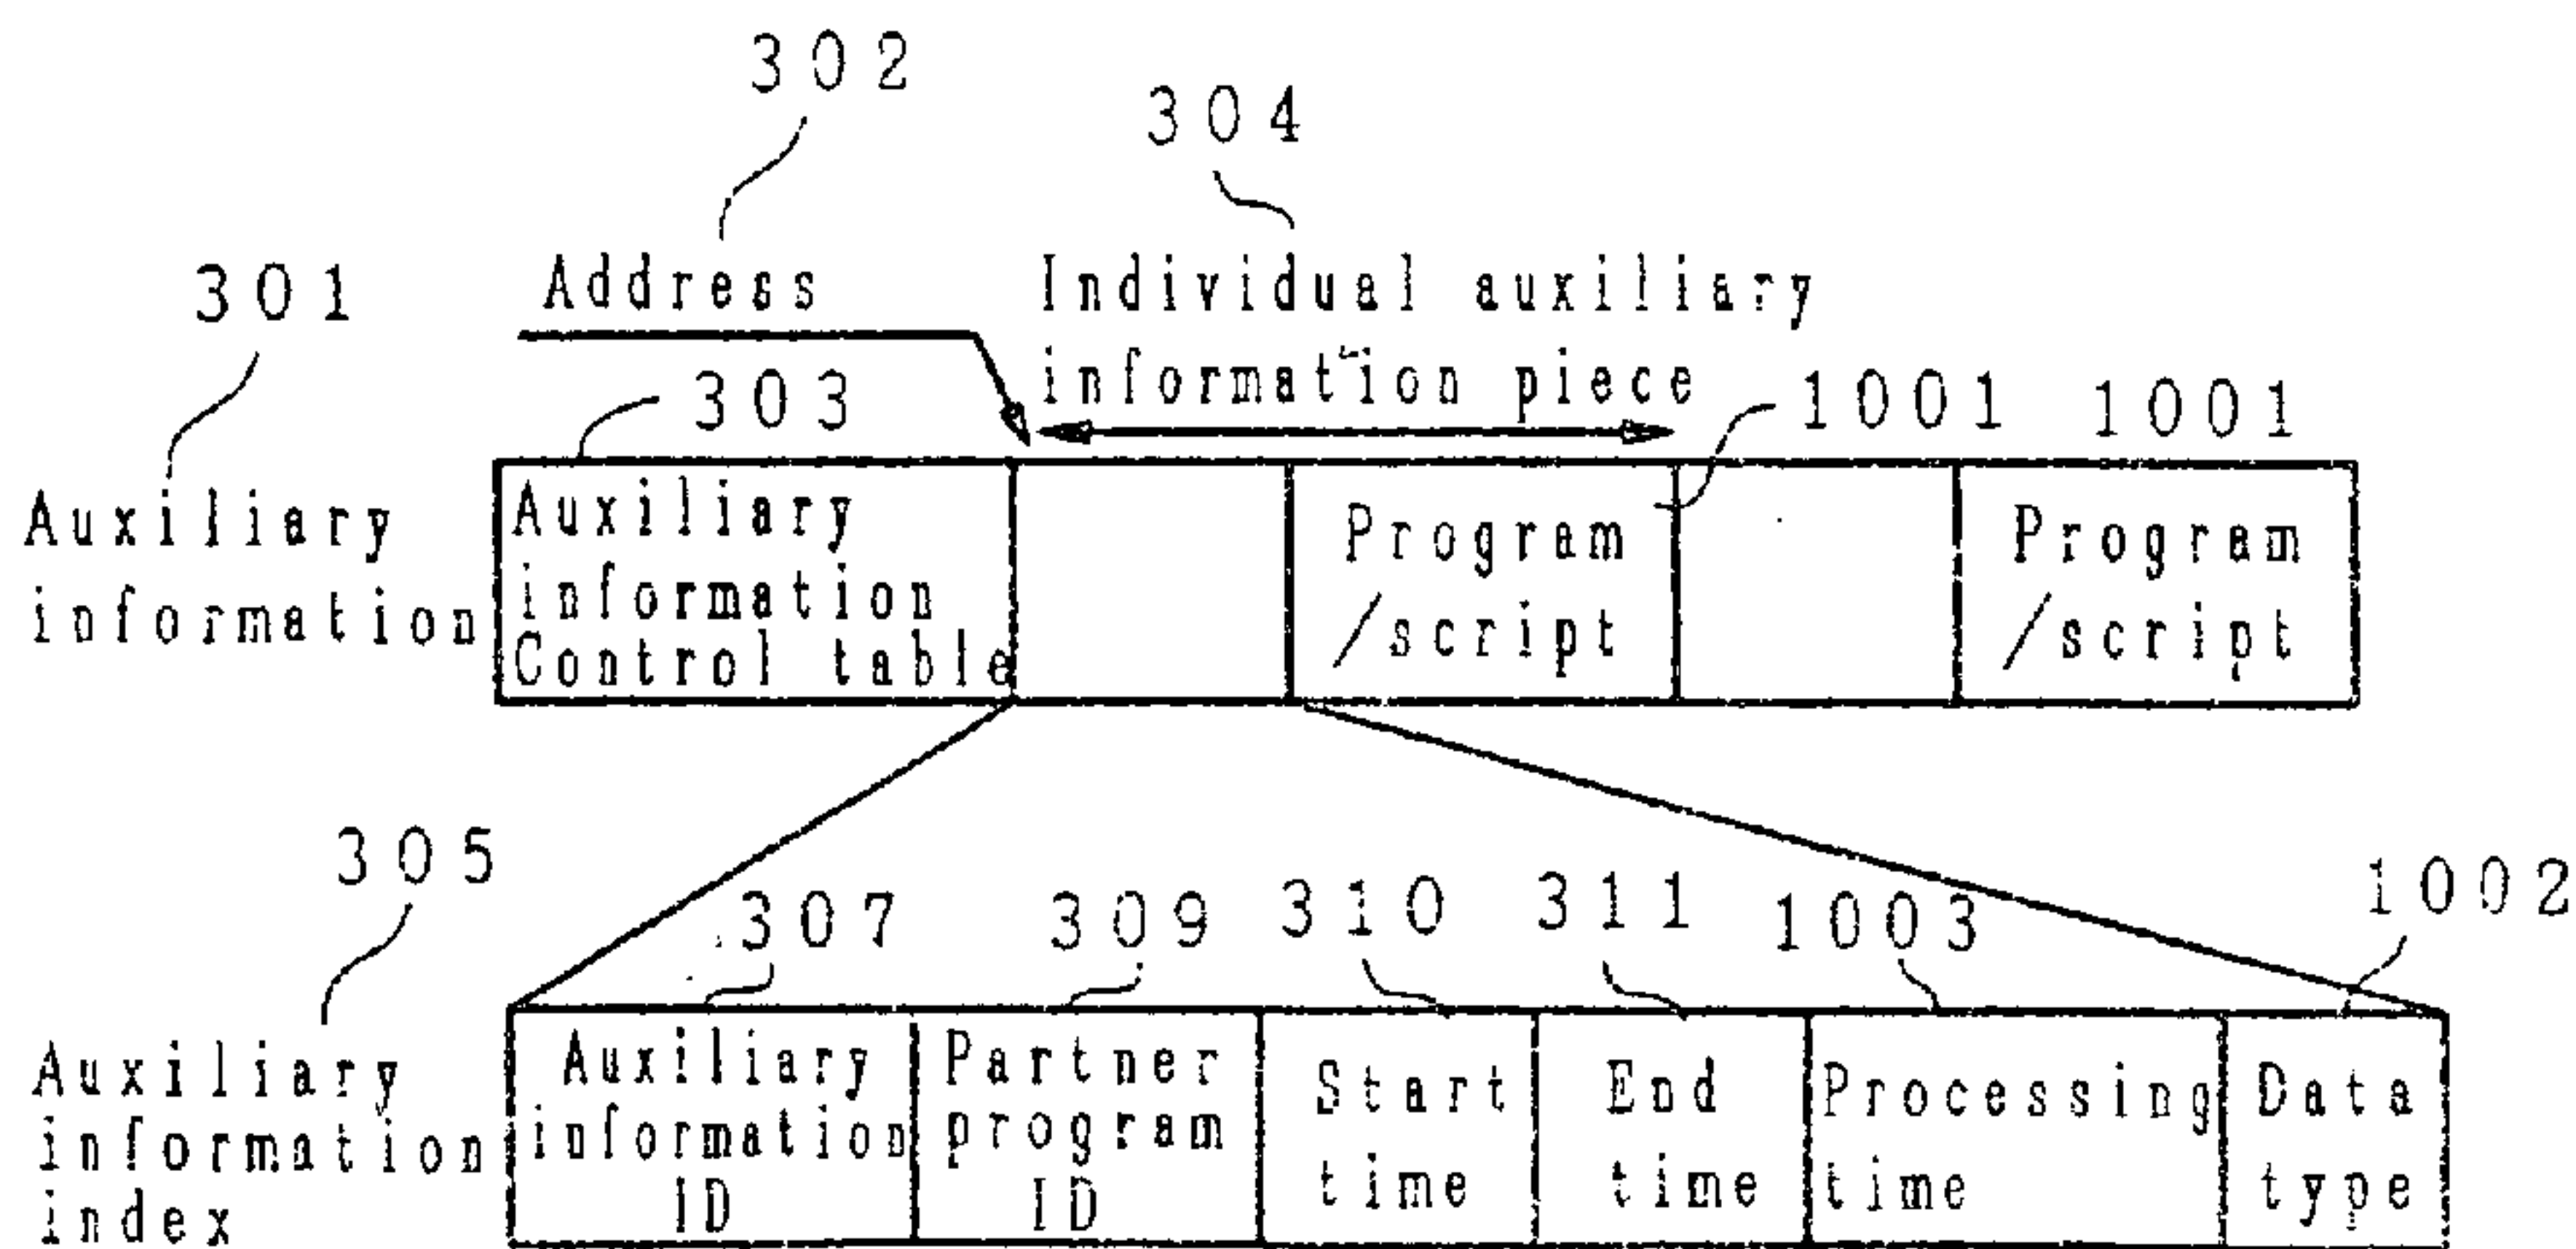 302
304
301
Address
Individual auxiliary
information piece
303
1001
1001
Auxiliary
information
Auxiliary
information
Control table
Program
/script
Program
/script
305
307
309
310
311
1003
1002
Auxiliary
information
index
Auxiliary
information
ID
Partner
program
ID
Start
time
End
time
Processing
time
Data
type